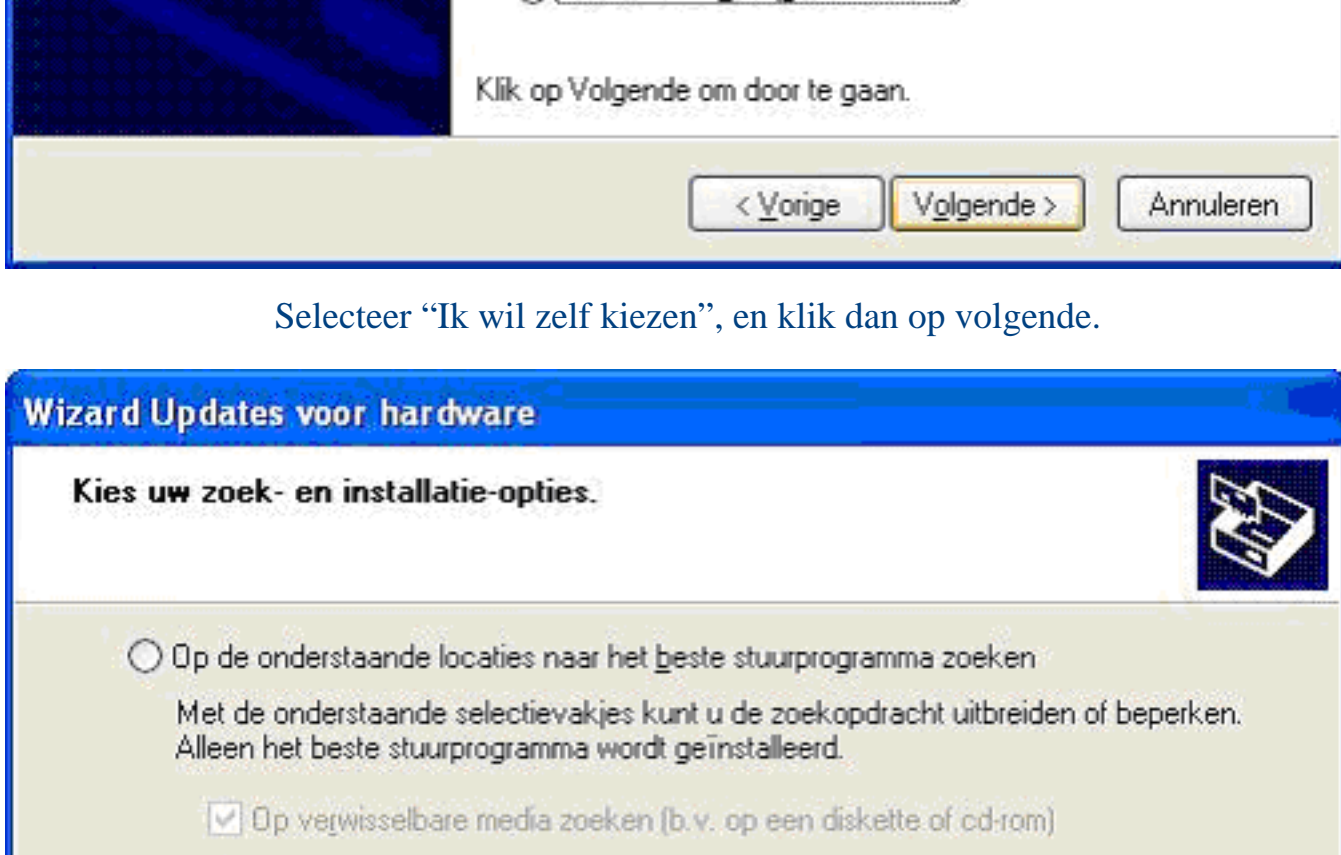 Klik op Volgende om door te gaan.
< Vorige Volgende > Annuleren
Selecteer “Ik wil zelf kiezen”, en klik dan op volgende.
Wizard Updates voor hardware
Kies uw zoek- en installatie-opties.
Op de onderstaande locaties naar het beste stuurprogramma zoeken
Met de onderstaande selectievakjes kunt u de zoekopdracht uitbreiden of beperken.
Alleen het beste stuurprogramma wordt geïnstalleerd.
Op verwisselbare media zoeken (b.v. op een diskette of cd-rom)